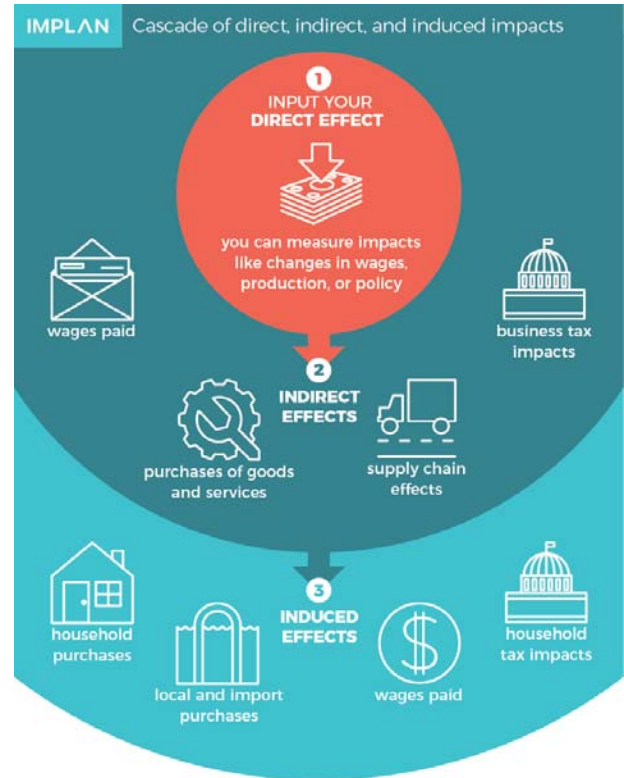 IMPLAN Cascade of direct, indirect, and induced impacts
1
INPUT YOUR
DIRECT EFFECT
you can measure impacts
like changes in wages,
production, or policy
wages paid
business tax
impacts
2
INDIRECT
EFFECTS
purchases of goods
and services
supply chain
effects
3
INDUCED
EFFECTS
household
purchases
local and import
purchases
wages paid
household
tax impacts